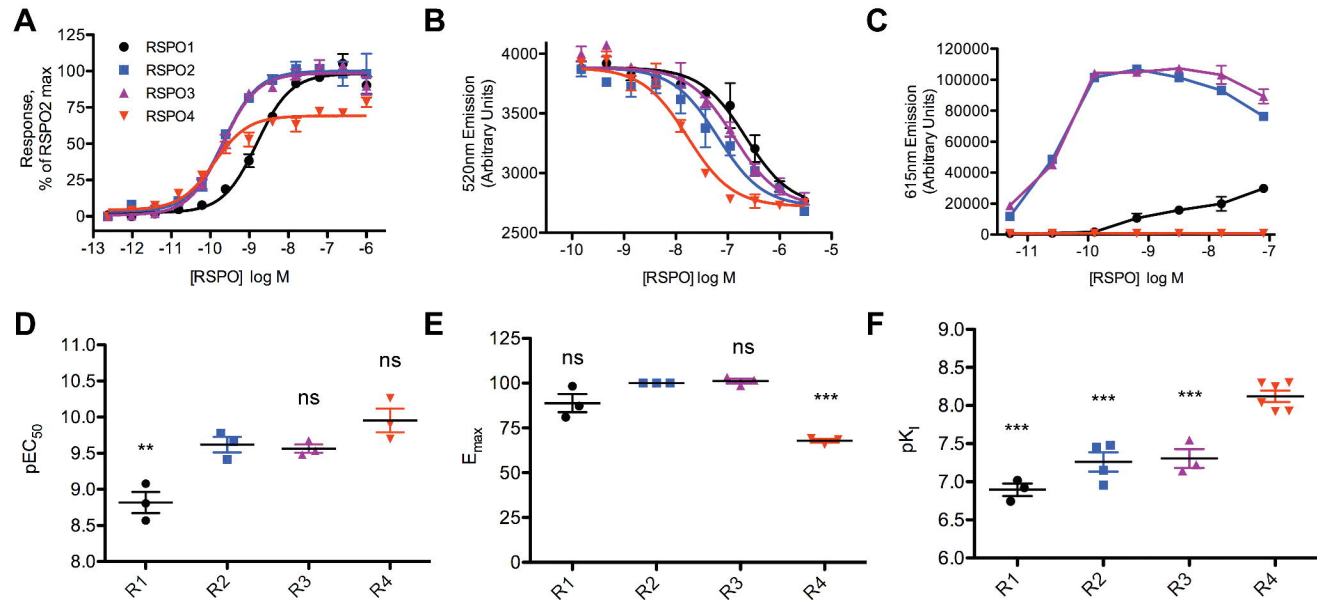 A
RSPO1
RSPO2
RSPO3
RSPO4
Response,
% of RSPO2 max
125
100
75
50
25
0
-13 -12 -11 -10 -9 -8 -7 -6
[RSPO] log M
B
520nm Emission
(Arbitrary Units)
4000
3500
3000
2500
-10 -9 -8 -7 -6 -5
[RSPO] log M
C
615nm Emission
(Arbitrary Units)
120000
100000
80000
60000
40000
20000
0
-11 -10 -9 -8 -7
[RSPO] log M
D
pEC50
11.0
10.5
10.0
9.5
9.0
8.5
8.0
**
ns
ns
R1 R2 R3 R4
E
Emax
125
100
75
50
25
0
ns
ns
***
R1 R2 R3 R4
F
pKI
9.0
8.5
8.0
7.5
7.0
6.5
6.0
***
***
***
R1 R2 R3 R4